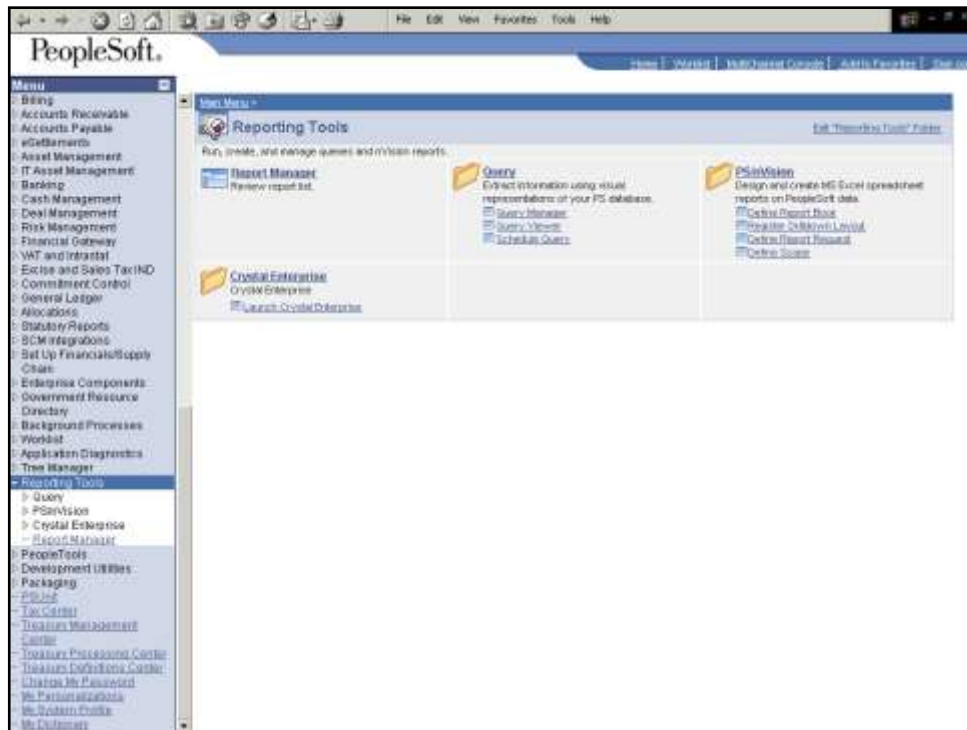 File Edit View Favorites Tools Help
PeopleSoft.
Home Worklist MultiChannel Console Add to Favorites Sign out
Menu
Billing
Accounts Receivable
Accounts Payable
eSettlements
Asset Management
IT Asset Management
Banking
Cash Management
Deal Management
Risk Management
Financial Gateway
VAT and Intrastat
Excise and Sales Tax IND
Commitment Control
General Ledger
Allocations
Statutory Reports
SCM Integrations
Set Up Financials/Supply
Chain
Enterprise Components
Government Resource
Directory
Background Processes
Worklist
Application Diagnostics
Tree Manager
Reporting Tools
Query
PS/nVision
Crystal Enterprise
Report Manager
PeopleTools
Development Utilities
Packaging
PSUnit
Tax Center
Treasury Management
Center
Treasury Processing Center
Treasury Definitions Center
Change My Password
My Personalizations
My System Profile
My Dictionary
Main Menu >
Reporting Tools
Edit "Reporting Tools" Folder
Run, create, and manage queries and nVision reports.
Report Manager
Review report list.
Query
Extract information using visual
representations of your PS database.
Query Manager
Query Viewer
Schedule Query
PS/nVision
Design and create MS Excel spreadsheet
reports on PeopleSoft data.
Define Report Book
Register Drilldown Layout
Define Report Request
Define Scope
Crystal Enterprise
Crystal Enterprise
Launch Crystal Enterprise